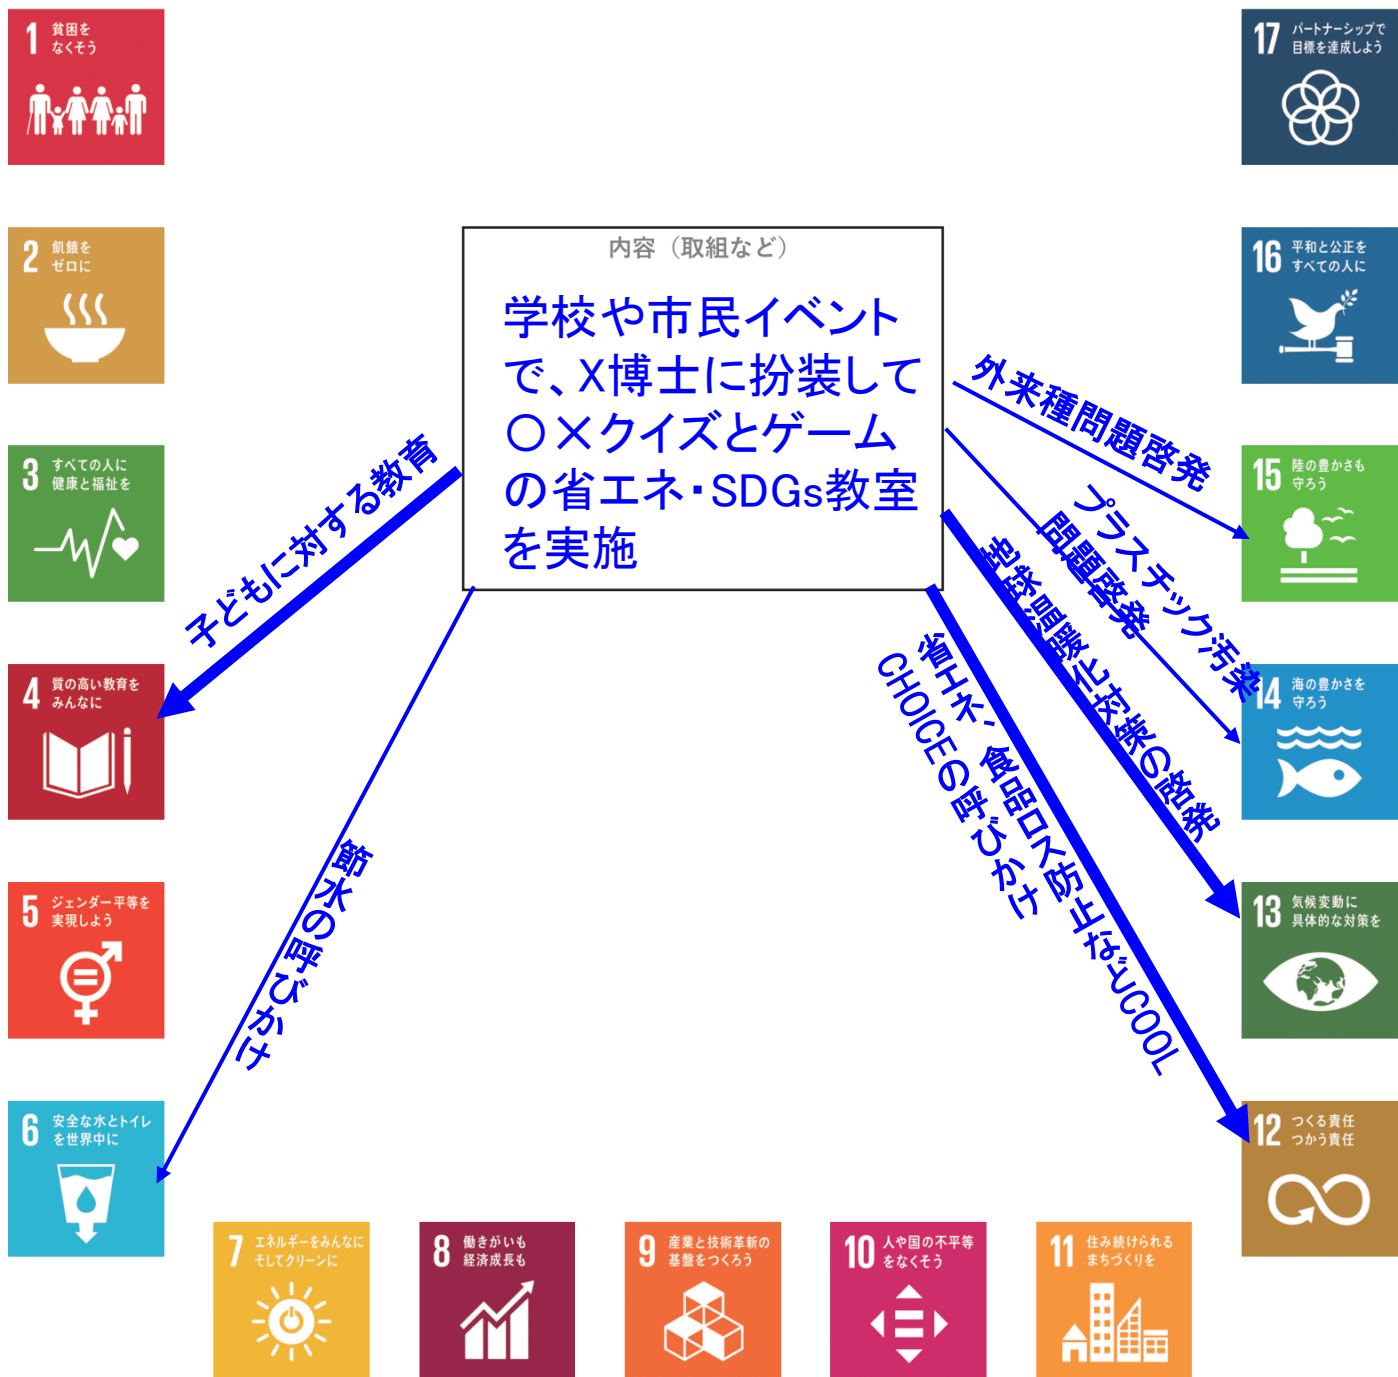 1 貧困を
なくそう
2 飢餓を
ゼロに
3 すべての人に
健康と福祉を
4 質の高い教育を
みんなに
5 ジェンダー平等を
実現しよう
6 安全な水とトイレ
を世界中に
7 エネルギーをみんなに
そしてクリーンに
8 働きがいも
経済成長も
9 産業と技術革新の
基盤をつくろう
10 人や国の不平等
をなくそう
11 住み続けられる
まちづくりを
12 つくる責任
つかう責任
13 気候変動に
具体的な対策を
14 海の豊かさを
守ろう
15 陸の豊かさも
守ろう
16 平和と公正を
すべての人に
17 パートナーシップで
目標を達成しよう
内容（取組など）
学校や市民イベント
で、X博士に扮装して
○×クイズとゲーム
の省エネ・SDGs教室
を実施
子どもに対する教育
節水の呼びかけ
外来種問題啓発
プラスチック汚染
問題啓発
地球温暖化対策の啓発
省エネ、食品ロス防止などCOOL
CHOICEの呼びかけ